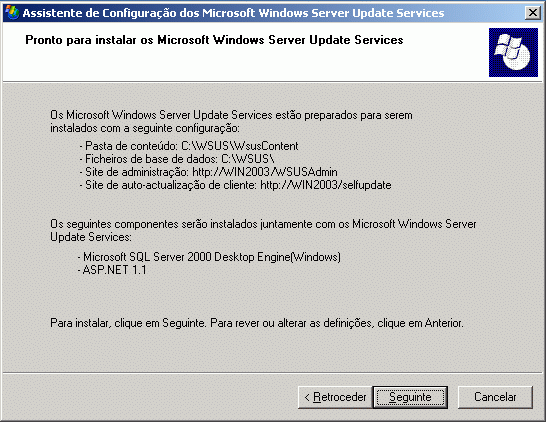 Assistente de Configuração dos Microsoft Windows Server Update Services
Pronto para instalar os Microsoft Windows Server Update Services
Os Microsoft Windows Server Update Services estão preparados para serem
instalados com a seguinte configuração:
- Pasta de conteúdo: C:\WSUS\WsusContent
- Ficheiros de base de dados: C:\WSUS\
- Site de administração: http://WIN2003/WSUSAdmin
- Site de auto-actualização de cliente: http://WIN2003/selfupdate
Os seguintes componentes serão instalados juntamente com os Microsoft Windows Server
Update Services:
- Microsoft SQL Server 2000 Desktop Engine(Windows)
- ASP.NET 1.1
Para instalar, clique em Seguinte. Para rever ou alterar as definições, clique em Anterior.
< Retroceder Seguinte Cancelar